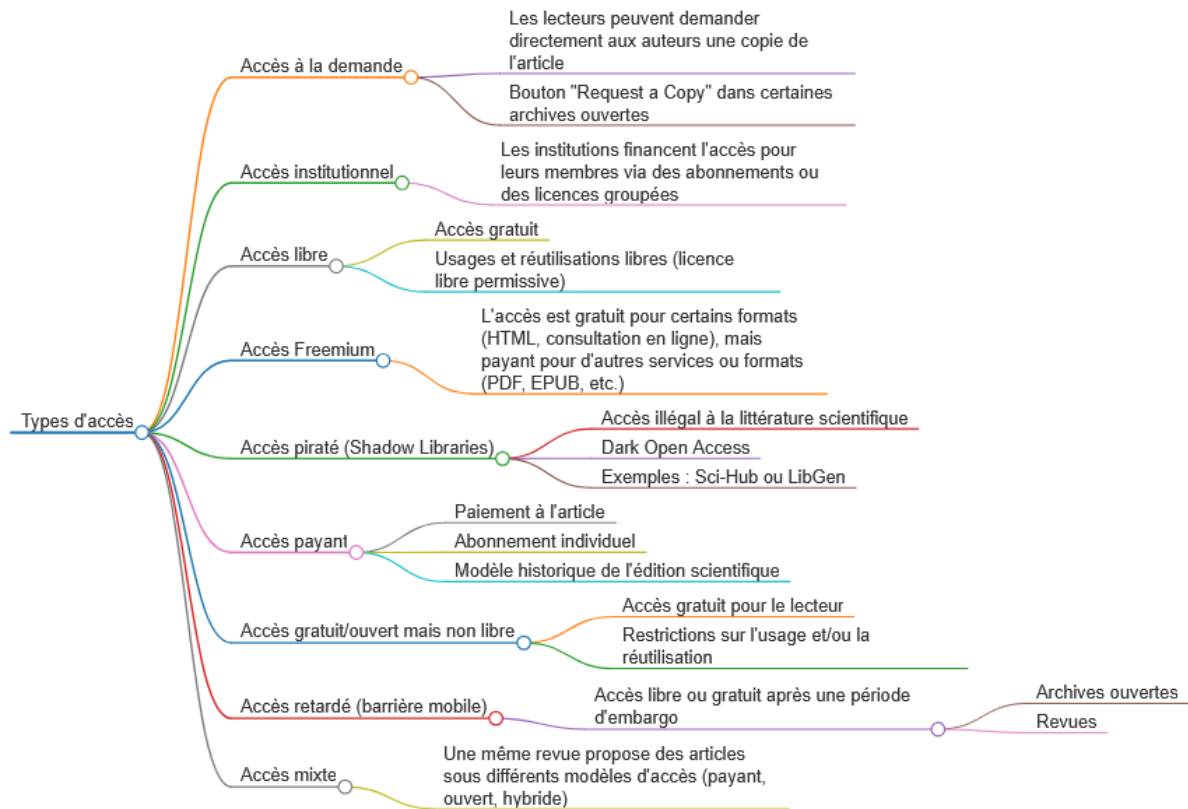 Types d'accès
Accès à la demande
Les lecteurs peuvent demander
directement aux auteurs une copie de
l'article
Bouton "Request a Copy" dans certaines
archives ouvertes
Accès institutionnel
Les institutions financent l'accès pour
leurs membres via des abonnements ou
des licences groupées
Accès libre
Accès gratuit
Usages et réutilisations libres (licence
libre permissive)
Accès Freemium
L'accès est gratuit pour certains formats
(HTML, consultation en ligne), mais
payant pour d'autres services ou formats
(PDF, EPUB, etc.)
Accès piraté (Shadow Libraries)
Accès illégal à la littérature scientifique
Dark Open Access
Exemples : Sci-Hub ou LibGen
Accès payant
Paiement à l'article
Abonnement individuel
Modèle historique de l'édition scientifique
Accès gratuit/ouvert mais non libre
Accès gratuit pour le lecteur
Restrictions sur l'usage et/ou la
réutilisation
Accès retardé (barrière mobile)
Accès libre ou gratuit après une période
d'embargo
Archives ouvertes
Revues
Accès mixte
Une même revue propose des articles
sous différents modèles d'accès (payant,
ouvert, hybride)